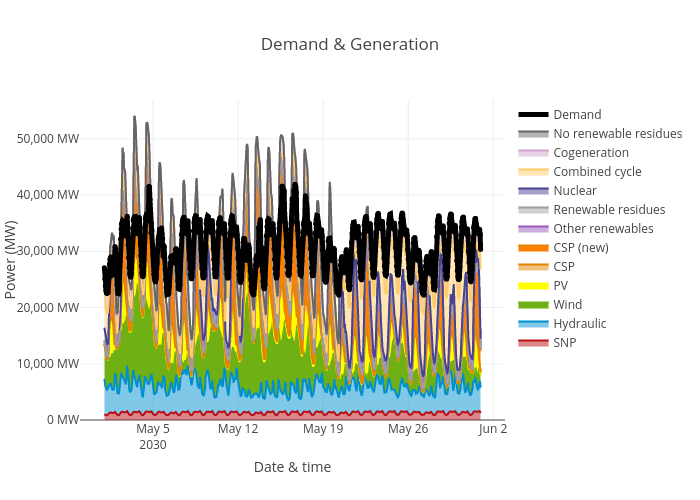 Demand & Generation
50,000 MW
40,000 MW
30,000 MW
20,000 MW
10,000 MW
0 MW
Power (MW)
May 5
2030
May 12
May 19
May 26
Jun 2
Date & time
Demand
No renewable residues
Cogeneration
Combined cycle
Nuclear
Renewable residues
Other renewables
CSP (new)
CSP
PV
Wind
Hydraulic
SNP